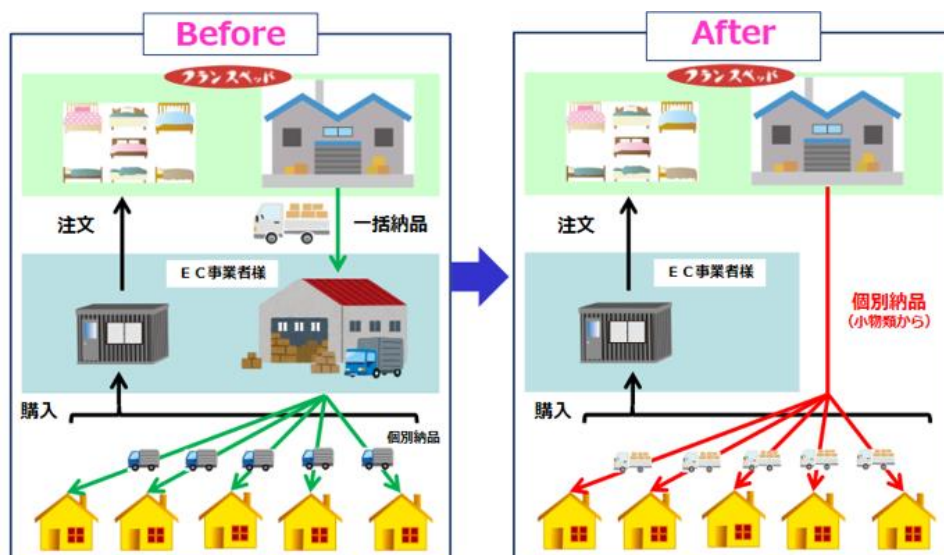 Before
フランスベッド
注文
一括納品
EC事業者様
購入
個別納品
After
フランスベッド
注文
EC事業者様
個別納品
(小物類から)
購入